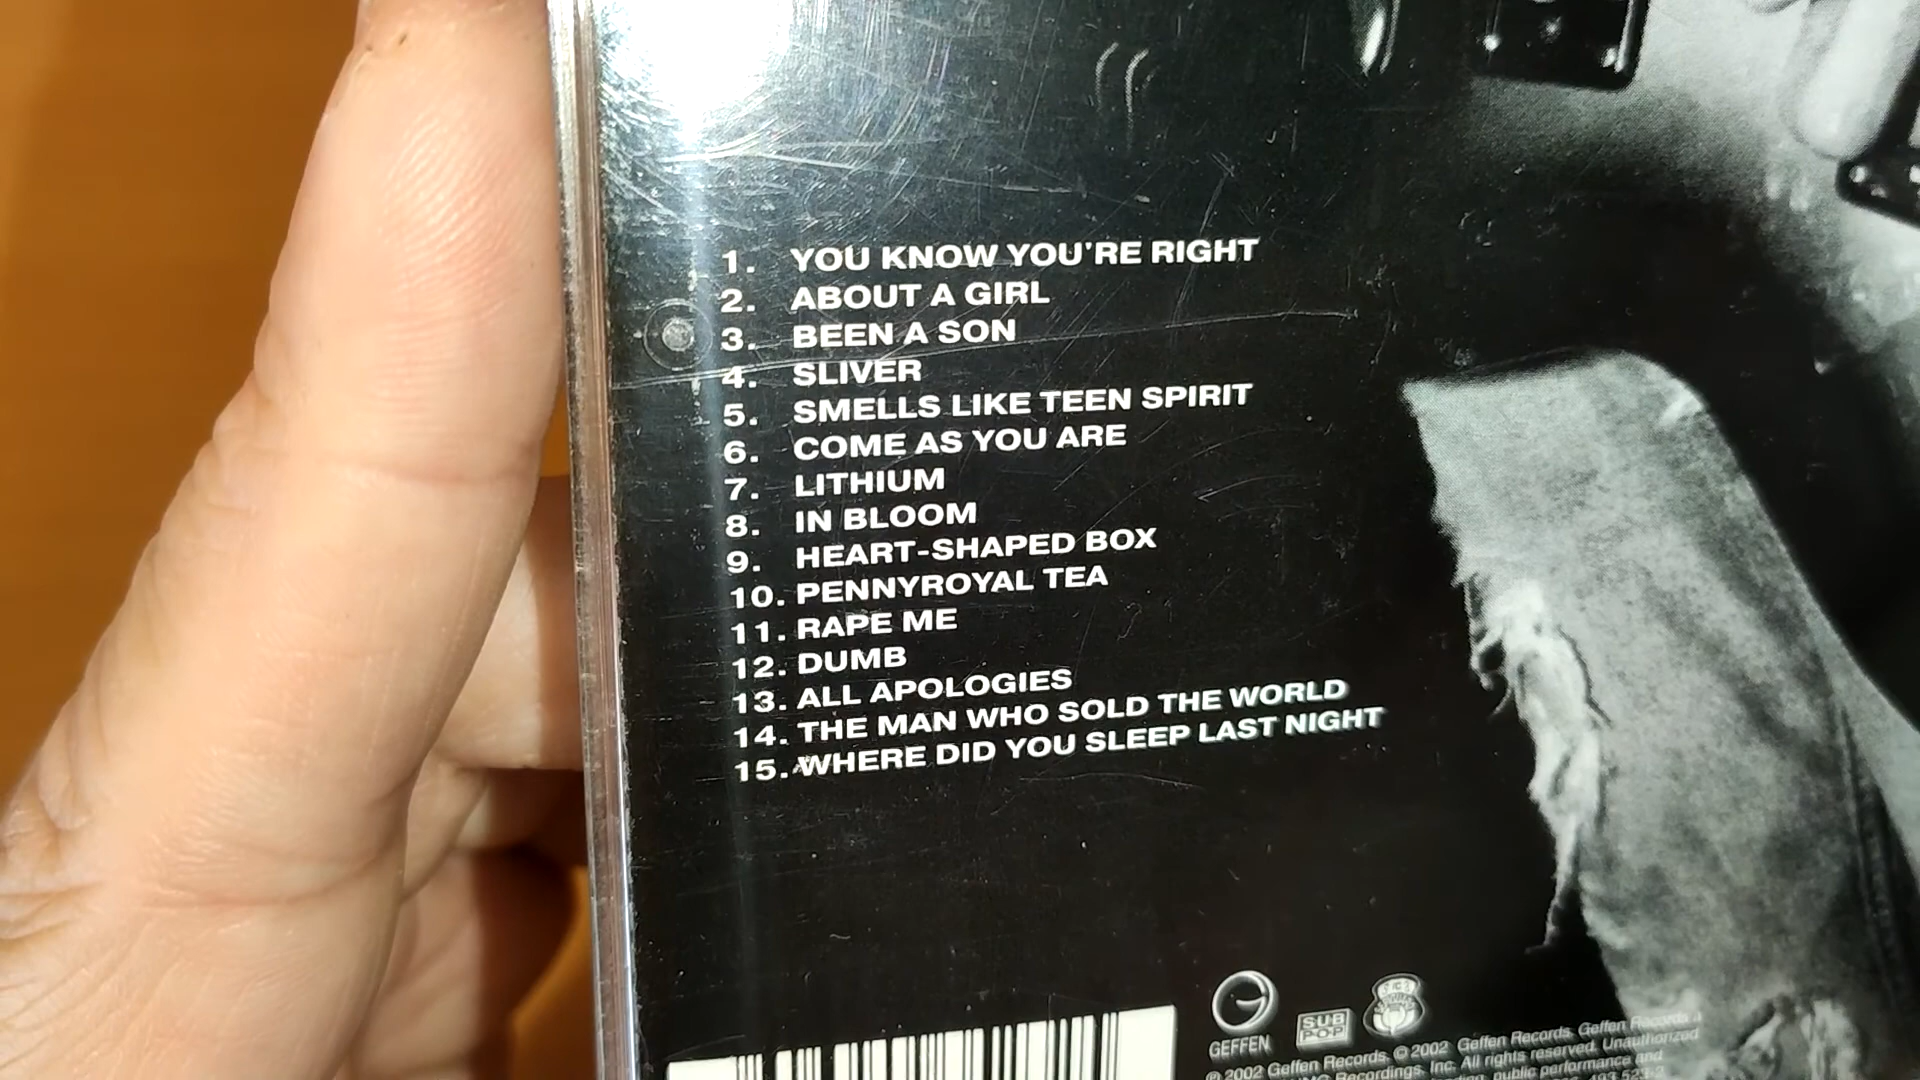 1. YOU KNOW YOU'RE RIGHT
2. ABOUT A GIRL
3. BEEN A SON
4. SLIVER
5. SMELLS LIKE TEEN SPIRIT
6. COME AS YOU ARE
7. LITHIUM
8. IN BLOOM
9. HEART-SHAPED BOX
10. PENNYROYAL TEA
11. RAPE ME
12. DUMB
13. ALL APOLOGIES
14. THE MAN WHO SOLD THE WORLD
15. WHERE DID YOU SLEEP LAST NIGHT
GEFFEN
SUB
POP
℗ 2002 Geffen Records. © 2002 Geffen Records. Geffen Records a
Recordings, Inc. All rights reserved. Unauthorized
public performance and
493 523-2